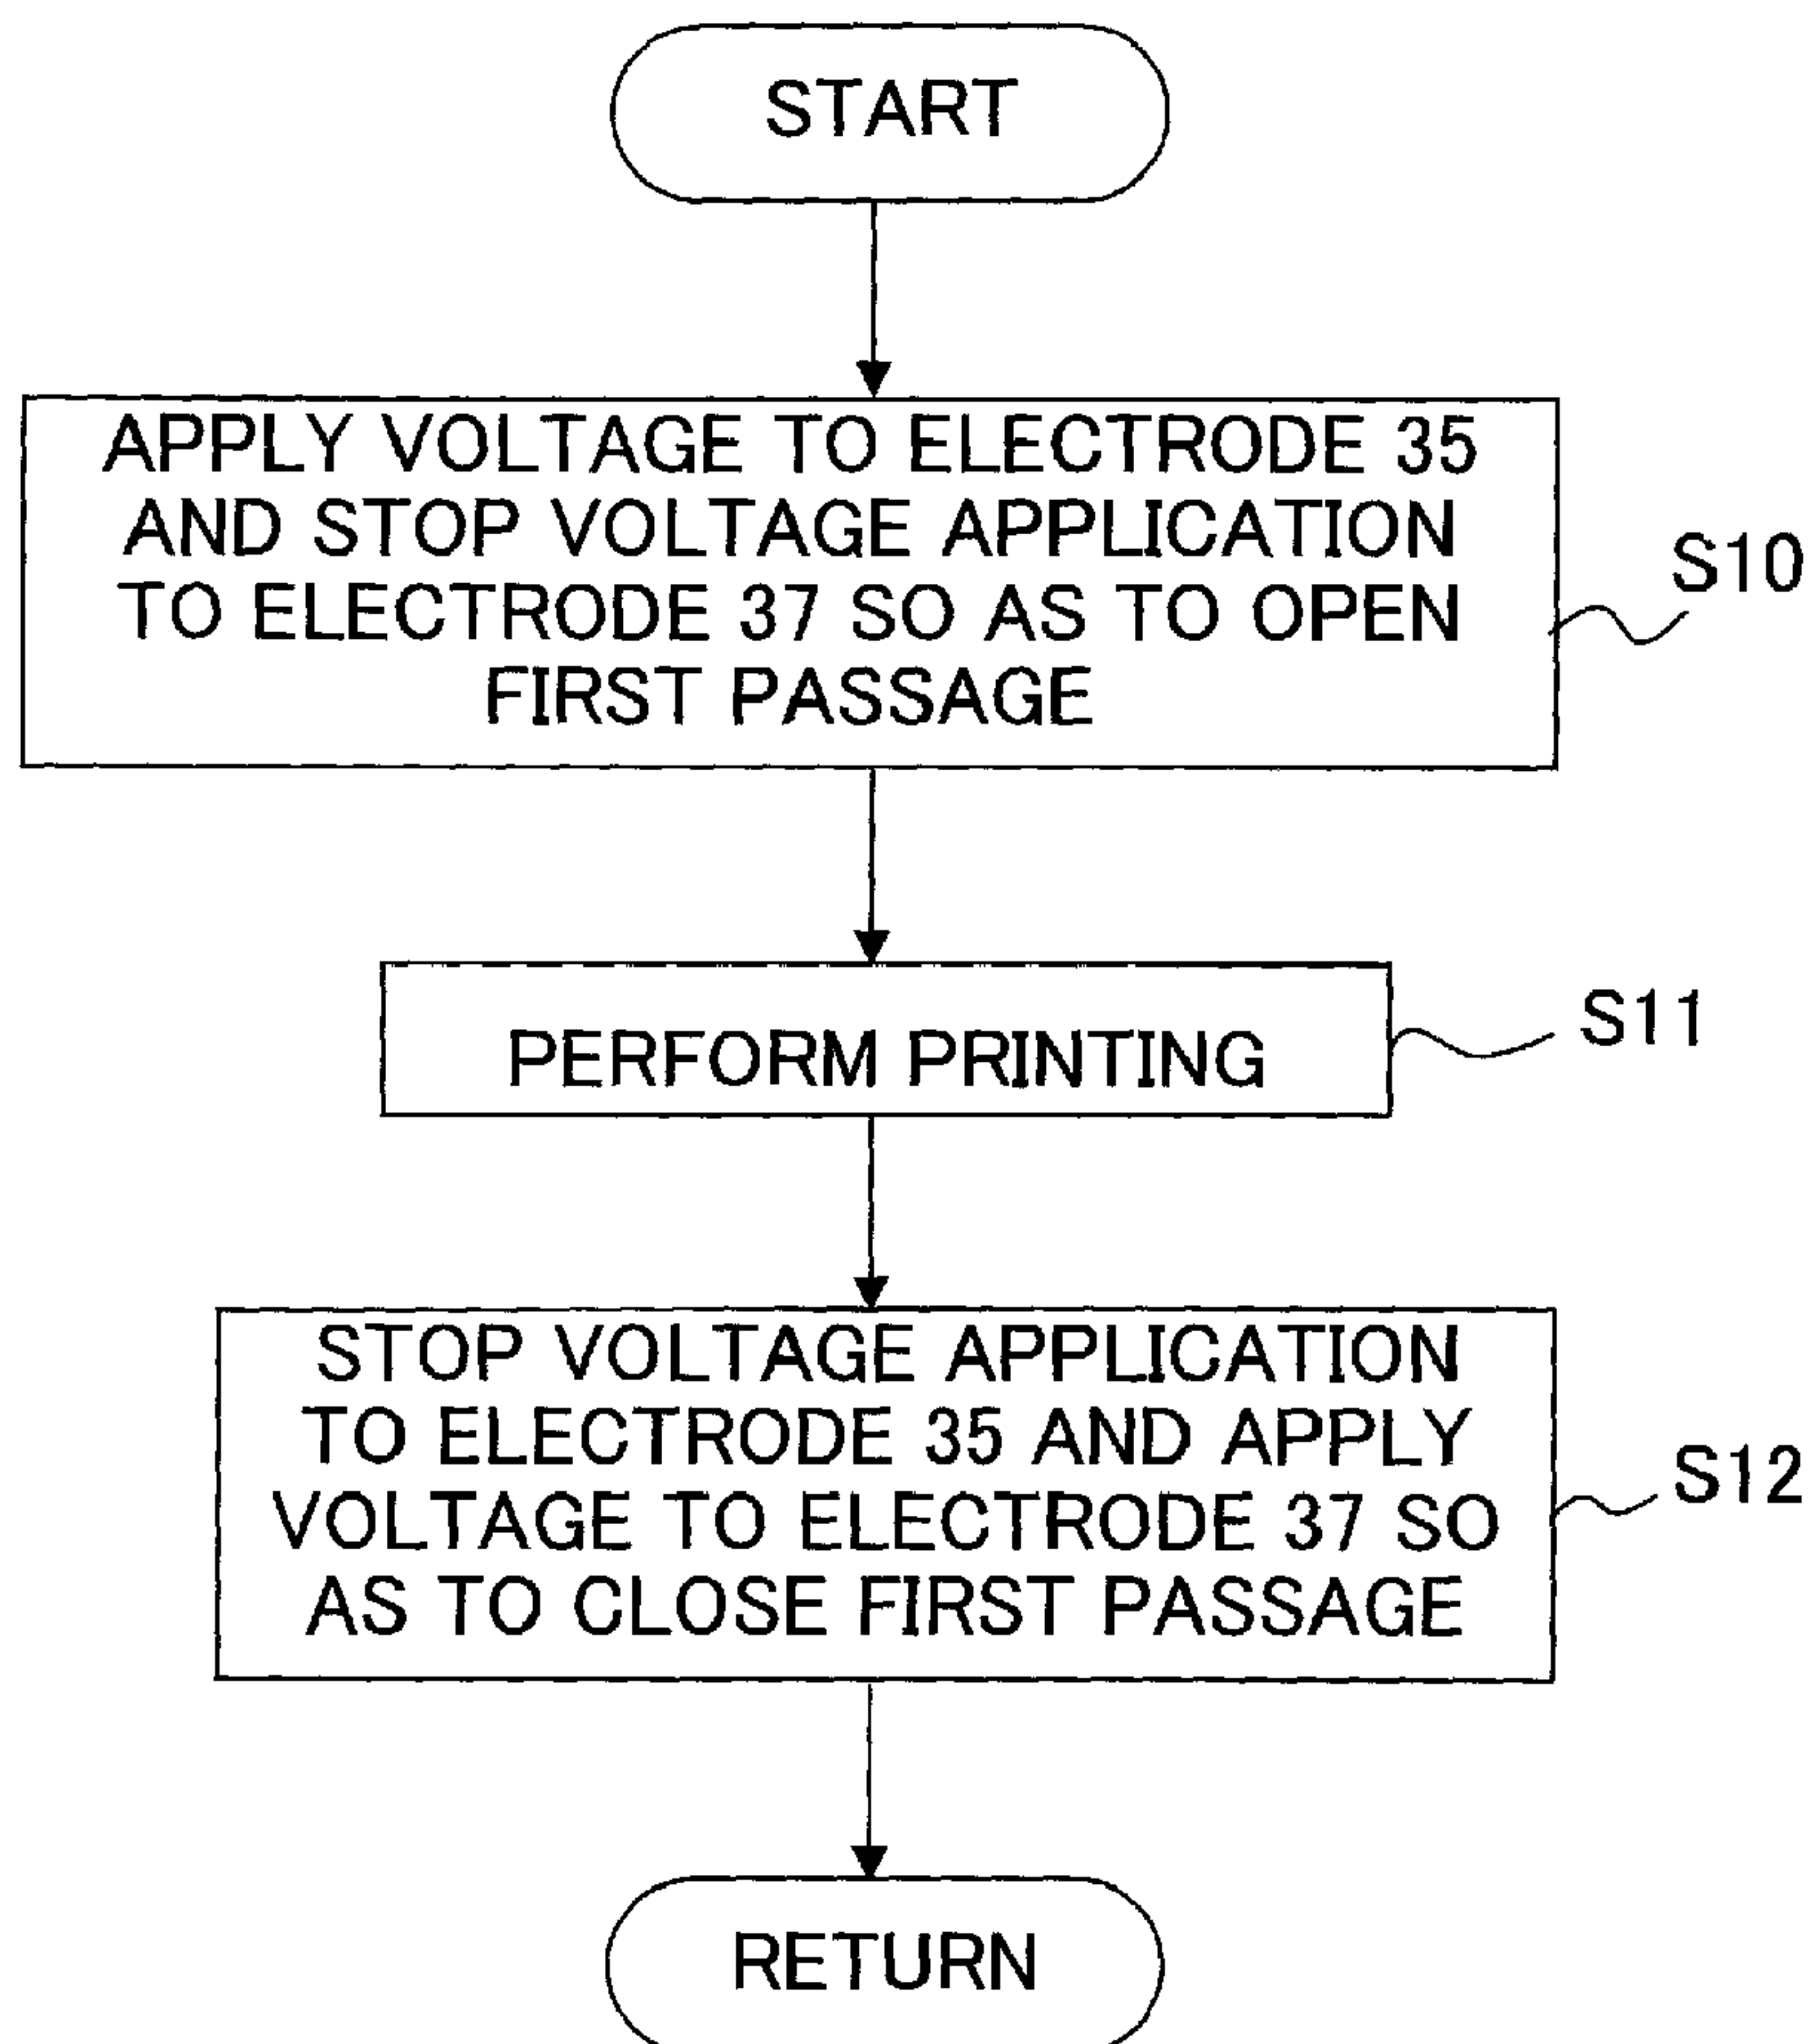 START
APPLY VOLTAGE TO ELECTRODE 35
AND STOP VOLTAGE APPLICATION
TO ELECTRODE 37 SO AS TO OPEN
FIRST PASSAGE
S10
PERFORM PRINTING
S11
STOP VOLTAGE APPLICATION
TO ELECTRODE 35 AND APPLY
VOLTAGE TO ELECTRODE 37 SO
AS TO CLOSE FIRST PASSAGE
S12
RETURN